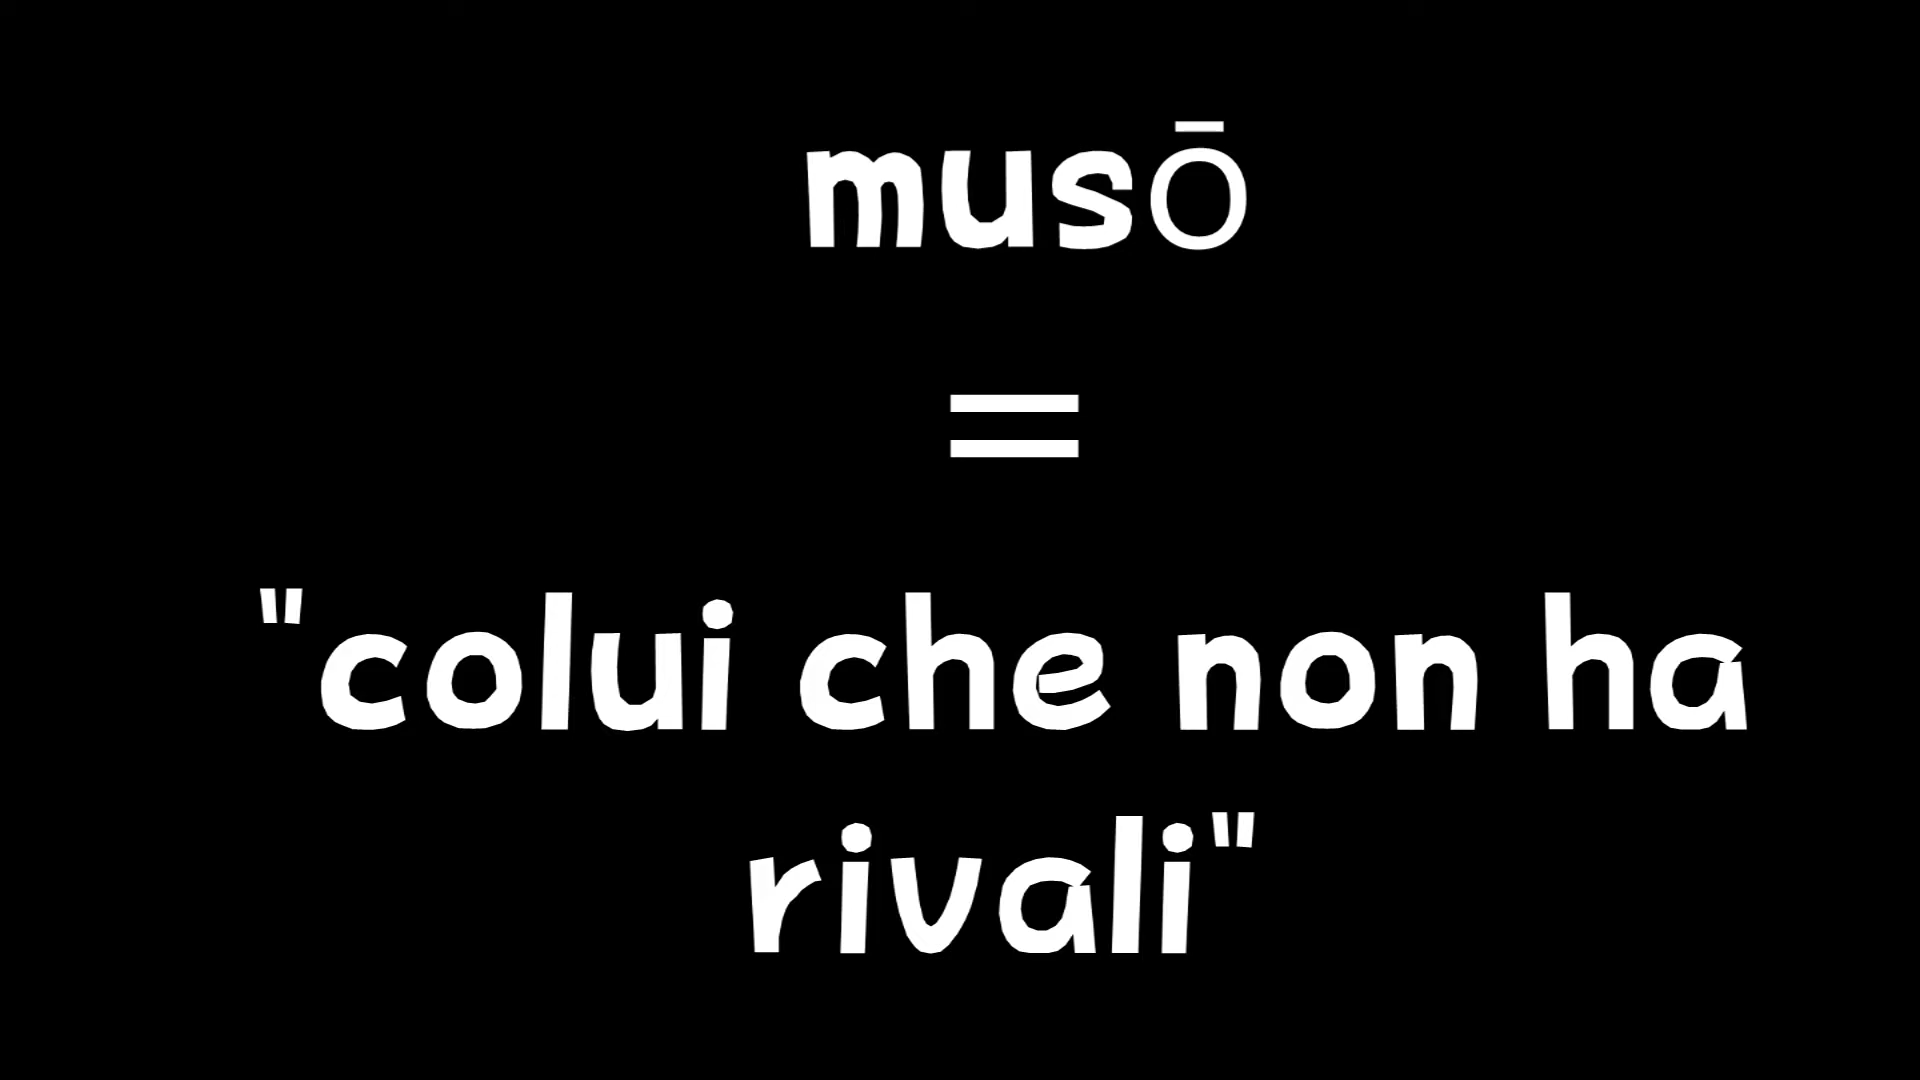 musō
=
"colui che non ha
rivali"